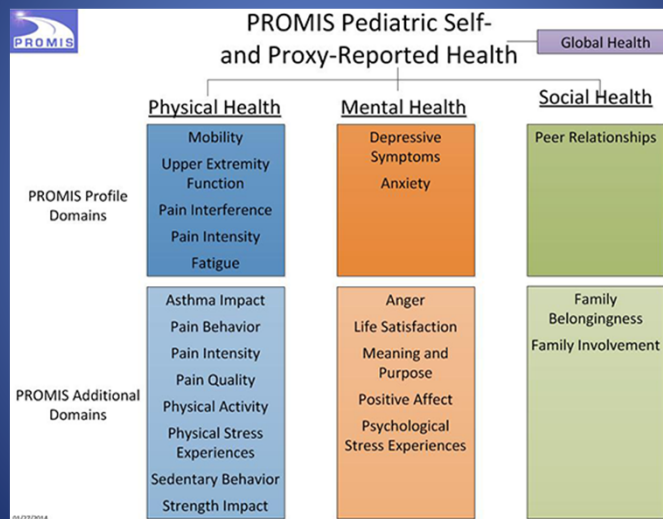 PROMIS
PROMIS Pediatric Self-
and Proxy-Reported Health
Global Health
Physical Health
Mental Health
Social Health
PROMIS Profile
Domains
Mobility
Upper Extremity
Function
Pain Interference
Pain Intensity
Fatigue
Depressive
Symptoms
Anxiety
Peer Relationships
PROMIS Additional
Domains
Asthma Impact
Pain Behavior
Pain Intensity
Pain Quality
Physical Activity
Physical Stress
Experiences
Sedentary Behavior
Strength Impact
Anger
Life Satisfaction
Meaning and
Purpose
Positive Affect
Psychological
Stress Experiences
Family
Belongingness
Family Involvement